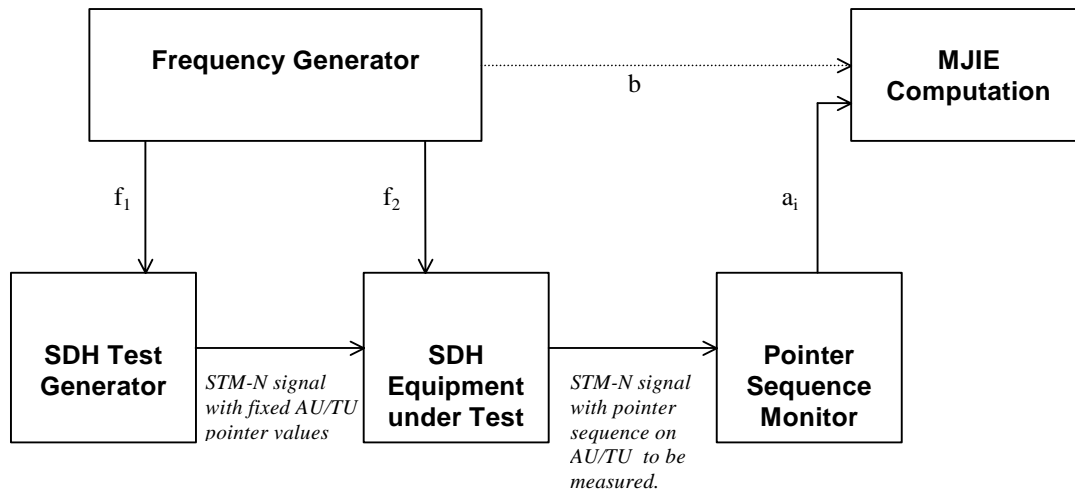 Frequency Generator
MJIE
Computation
b
f1
f2
ai
SDH Test
Generator
STM-N signal
with fixed AU/TU
pointer values
SDH
Equipment
under Test
STM-N signal
with pointer
sequence on
AU/TU to be
measured.
Pointer
Sequence
Monitor